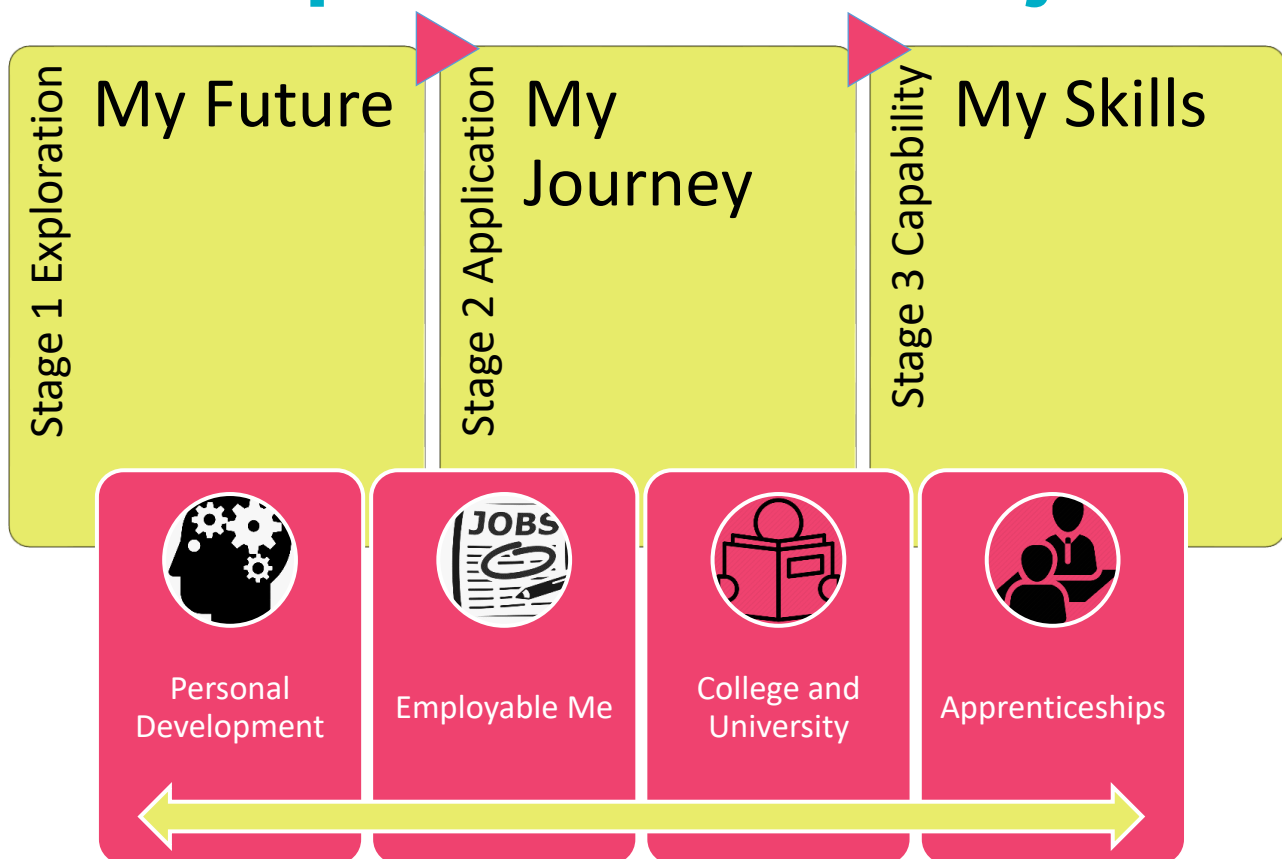 Stage 1 Exploration
My Future
Stage 2 Application
My
Journey
Stage 3 Capability
My Skills
JOBS
Personal
Development
Employable Me
College and
University
Apprenticeships